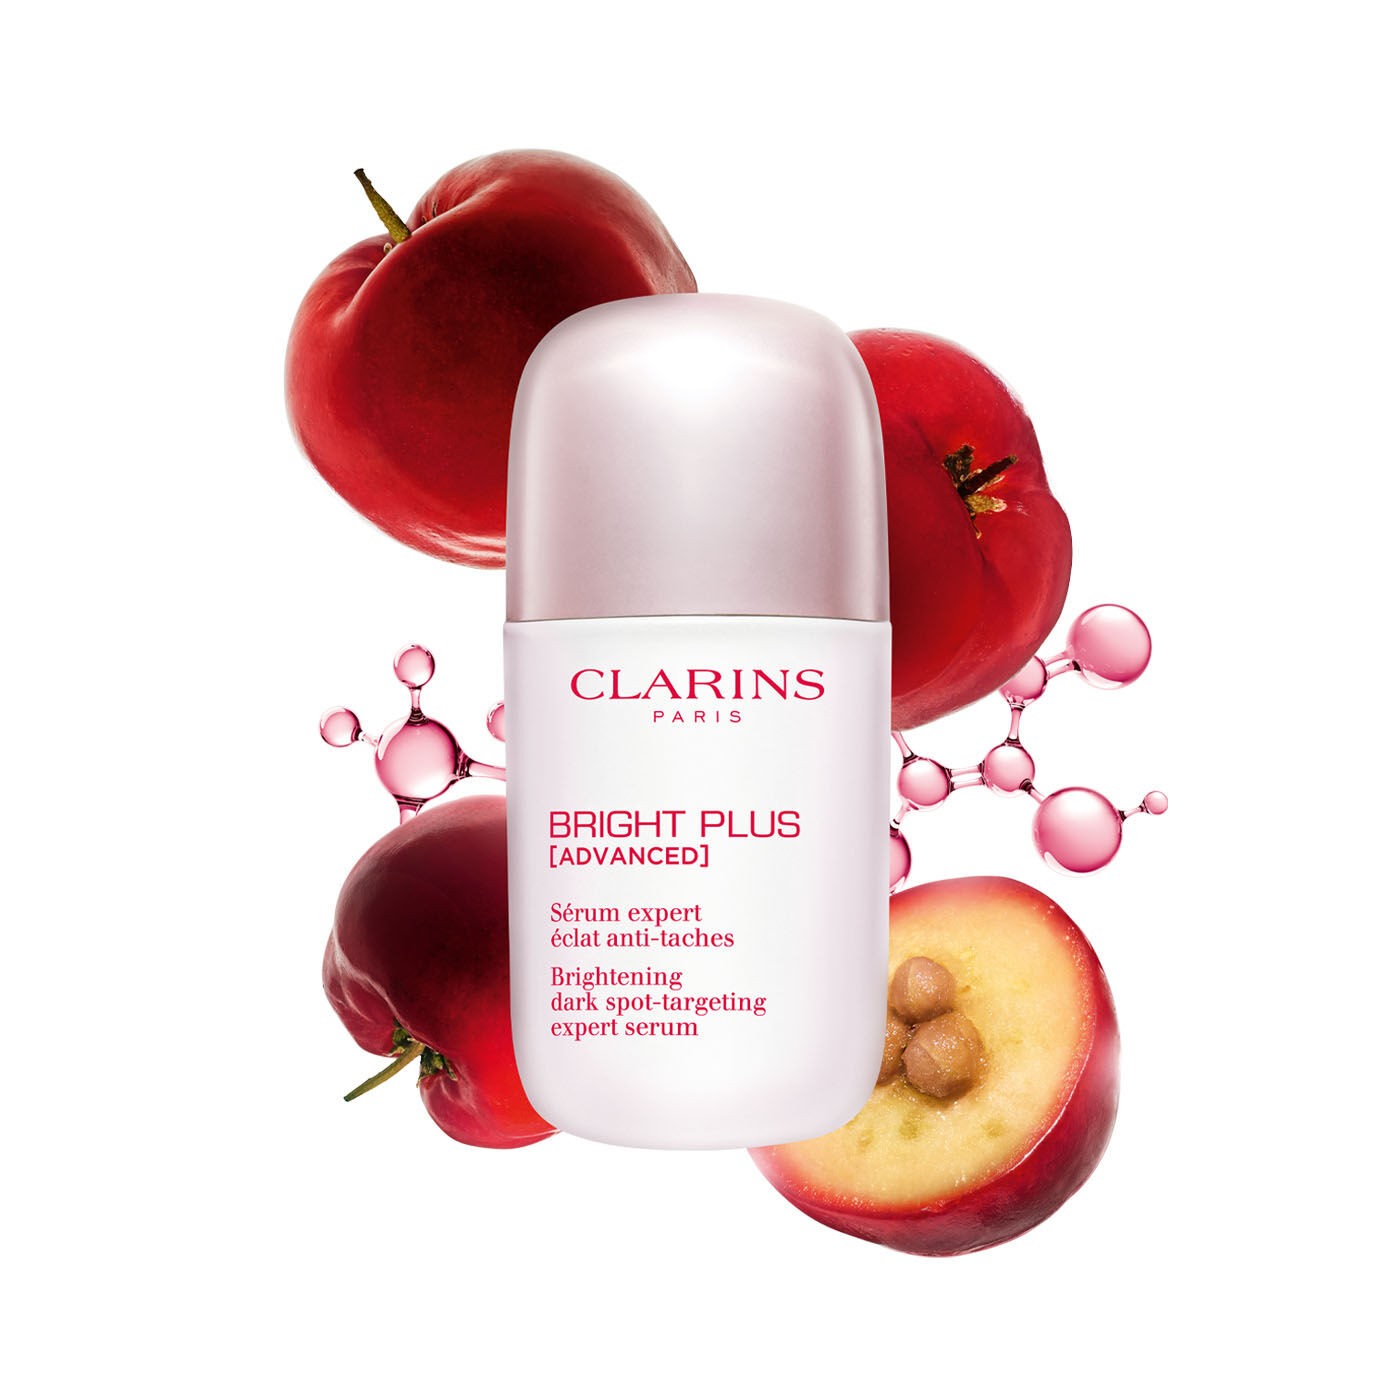 CLARINS
PARIS
BRIGHT PLUS
[ADVANCED]
Sérum expert
éclat anti-taches
Brightening
dark spot-targeting
expert serum